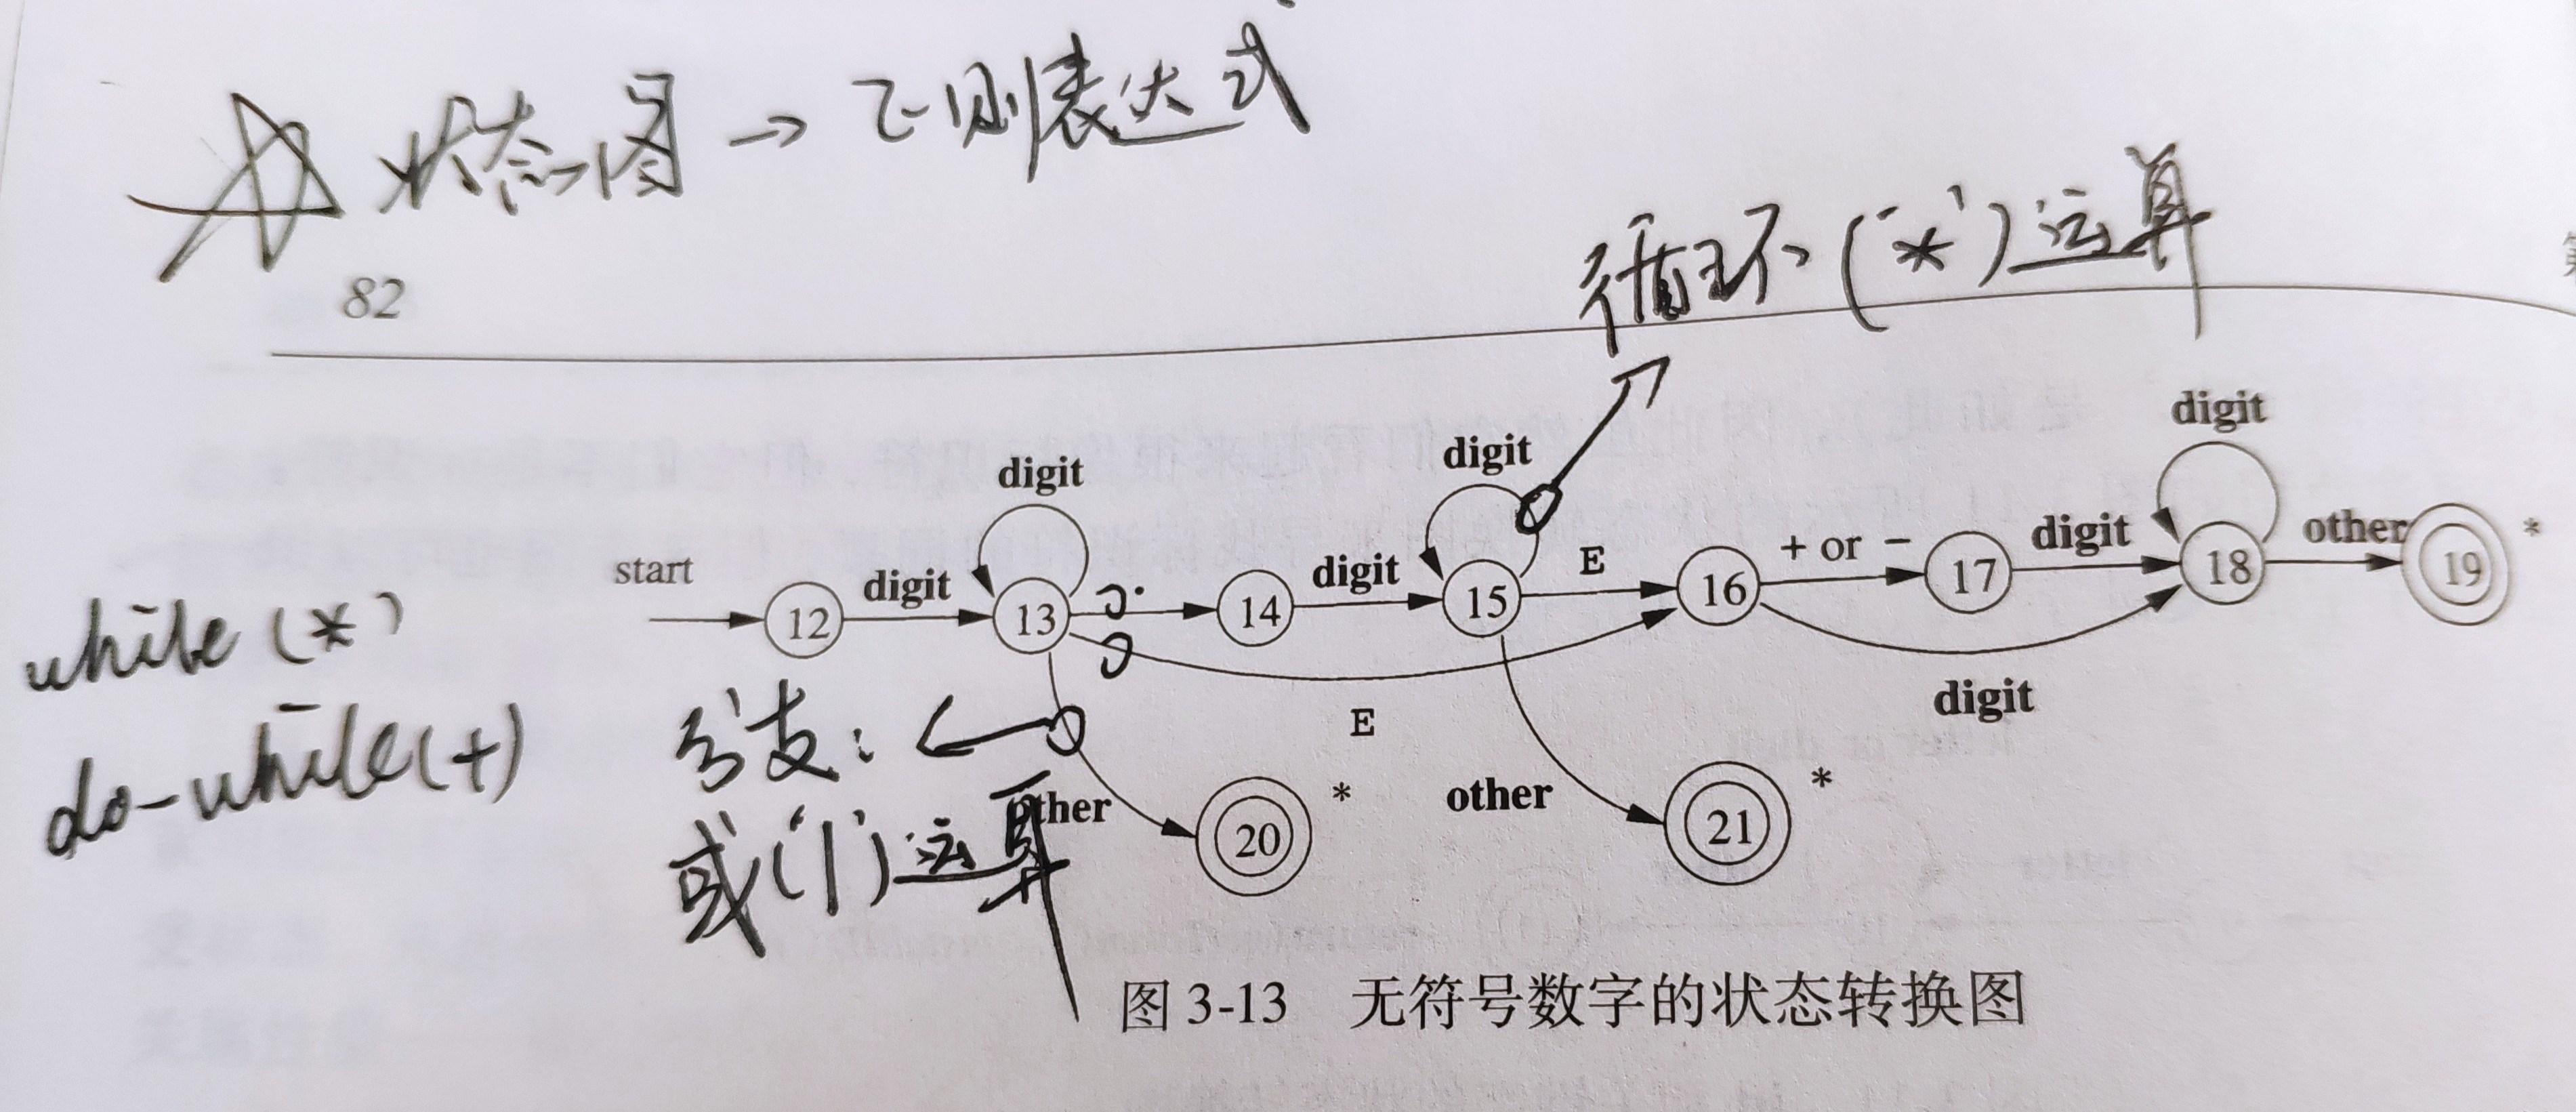 状态图→正则表达式
循环('*')运算
82
digit
digit
digit
start
digit
·
digit
E
+ or −
digit
other
*
12
13
14
15
16
17
18
19
while(*)
do-while(+)
E
digit
分支:
或('|')运算
other
20
*
other
21
*
图 3-13 无符号数字的状态转换图